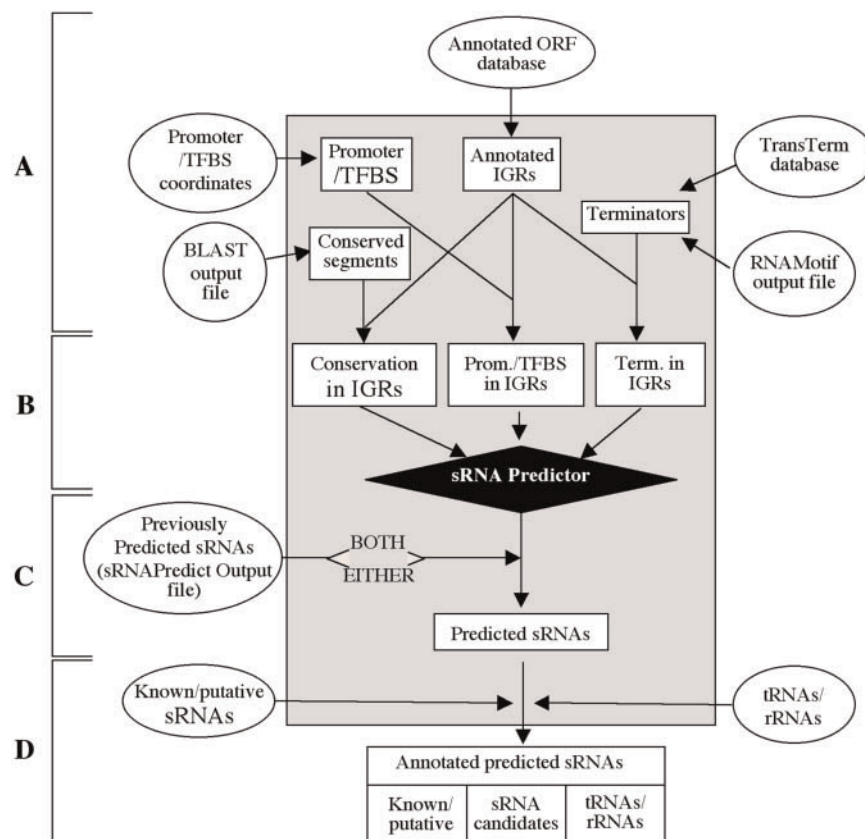 Annotated ORF
database
A
Promoter
/TFBS
coordinates
Promoter
/TFBS
Annotated
IGRs
TransTerm
database
Terminators
BLAST
output
file
Conserved
segments
RNAMotif
output file
B
Conservation
in IGRs
Prom./TFBS
in IGRs
Term. in
IGRs
sRNA Predictor
C
Previously
Predicted sRNAs
(sRNAPredict Output
file)
BOTH
EITHER
Predicted sRNAs
D
Known/putative
sRNAs
tRNAs/
rRNAs
Annotated predicted sRNAs
Known/
putative
sRNA
candidates
tRNAs/
rRNAs